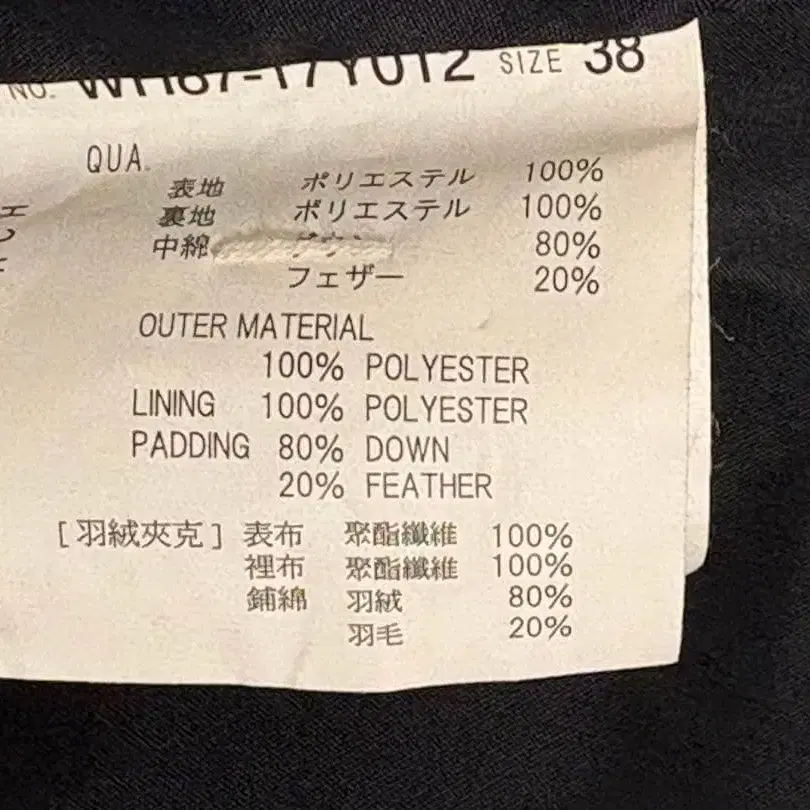 NO. WH87-17Y012 SIZE 38
QUA.
表地 ポリエステル 100%
裏地 ポリエステル 100%
中綿 ダウン 80%
フェザー 20%
OUTER MATERIAL
100% POLYESTER
LINING 100% POLYESTER
PADDING 80% DOWN
20% FEATHER
[羽絨夾克] 表布 聚酯纖維 100%
裡布 聚酯纖維 100%
鋪綿 羽絨 80%
羽毛 20%